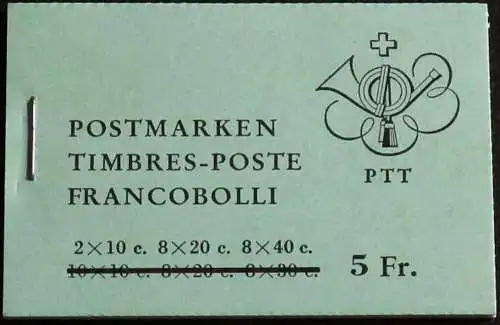 POSTMARKEN
TIMBRES-POSTE
FRANCOBOLLI
PTT
2×10 c. 8×20 c. 8×40 c.
10×10 c. 8×20 c. 8×30 c.
5 Fr.